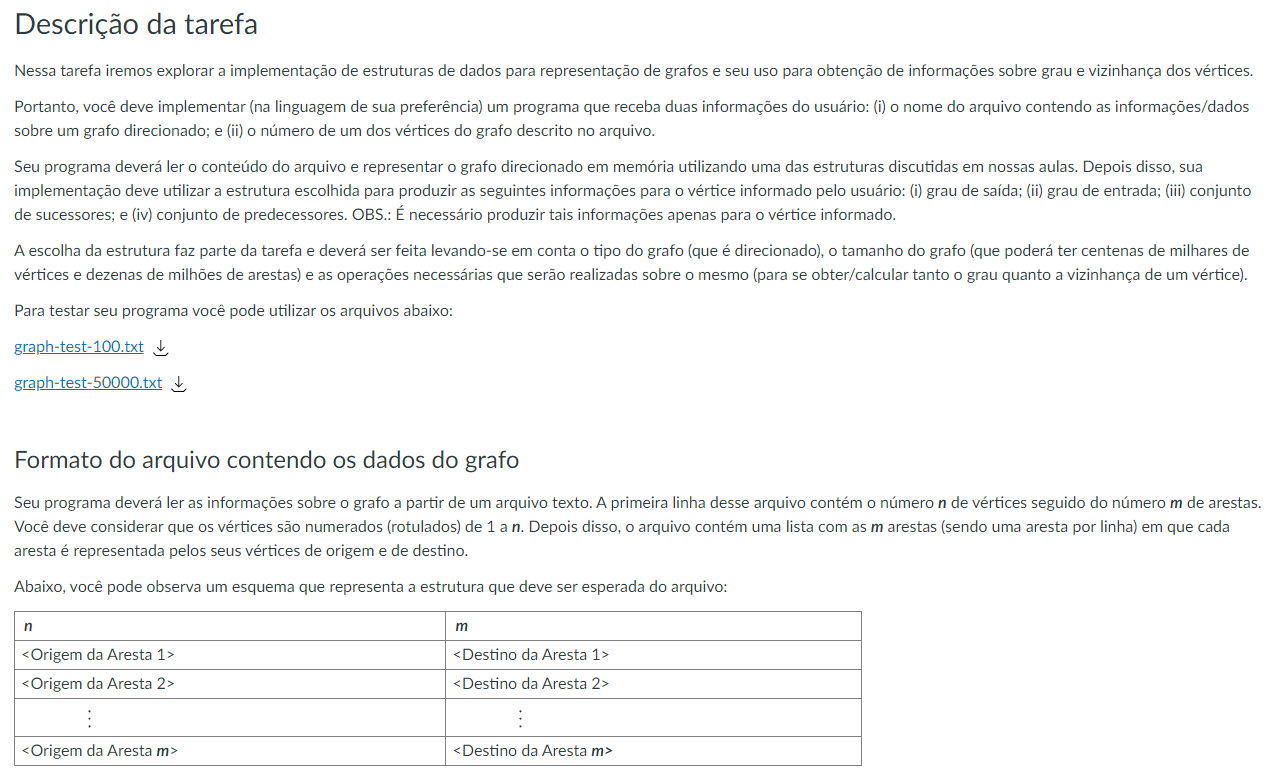 Descrição da tarefa
Nessa tarefa iremos explorar a implementação de estruturas de dados para representação de grafos e seu uso para obtenção de informações sobre grau e vizinhança dos vértices.
Portanto, você deve implementar (na linguagem de sua preferência) um programa que receba duas informações do usuário: (i) o nome do arquivo contendo as informações/dados
sobre um grafo direcionado; e (ii) o número de um dos vértices do grafo descrito no arquivo.
Seu programa deverá ler o conteúdo do arquivo e representar o grafo direcionado em memória utilizando uma das estruturas discutidas em nossas aulas. Depois disso, sua
implementação deve utilizar a estrutura escolhida para produzir as seguintes informações para o vértice informado pelo usuário: (i) grau de saída; (ii) grau de entrada; (iii) conjunto
de sucessores; e (iv) conjunto de predecessores. OBS.: É necessário produzir tais informações apenas para o vértice informado.
A escolha da estrutura faz parte da tarefa e deverá ser feita levando-se em conta o tipo do grafo (que é direcionado), o tamanho do grafo (que poderá ter centenas de milhares de
vértices e dezenas de milhões de arestas) e as operações necessárias que serão realizadas sobre o mesmo (para se obter/calcular tanto o grau quanto a vizinhança de um vértice).
Para testar seu programa você pode utilizar os arquivos abaixo:
graph-test-100.txt
graph-test-50000.txt
Formato do arquivo contendo os dados do grafo
Seu programa deverá ler as informações sobre o grafo a partir de um arquivo texto. A primeira linha desse arquivo contém o número n de vértices seguido do número m de arestas.
Você deve considerar que os vértices são numerados (rotulados) de 1 a n. Depois disso, o arquivo contém uma lista com as m arestas (sendo uma aresta por linha) em que cada
aresta é representada pelos seus vértices de origem e de destino.
Abaixo, você pode observa um esquema que representa a estrutura que deve ser esperada do arquivo:
n m
<Origem da Aresta 1> <Destino da Aresta 1>
<Origem da Aresta 2> <Destino da Aresta 2>
⋮ ⋮
<Origem da Aresta m> <Destino da Aresta m>